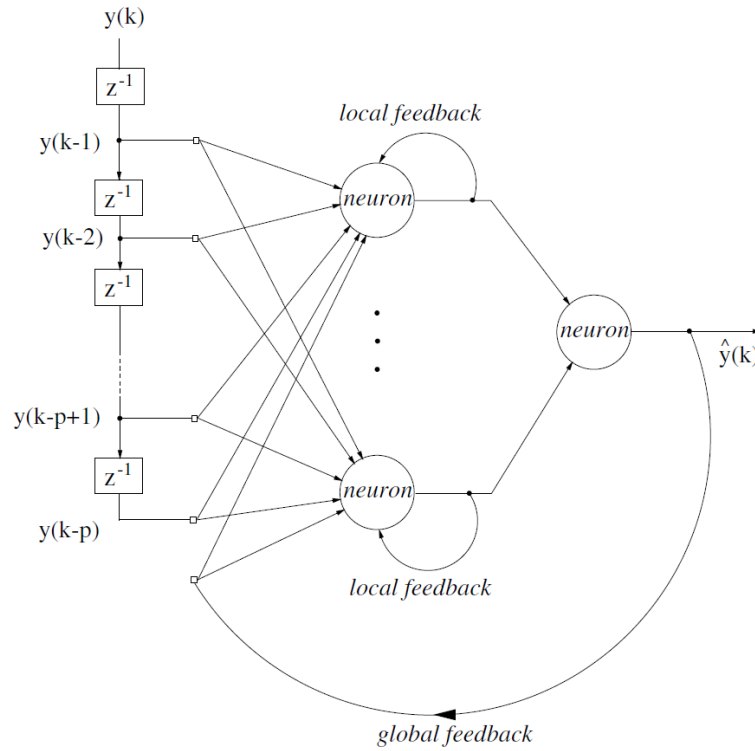 y(k)
z⁻¹
y(k-1)
z⁻¹
y(k-2)
z⁻¹
y(k-p+1)
z⁻¹
y(k-p)
local feedback
neuron
neuron
ŷ(k)
neuron
local feedback
global feedback